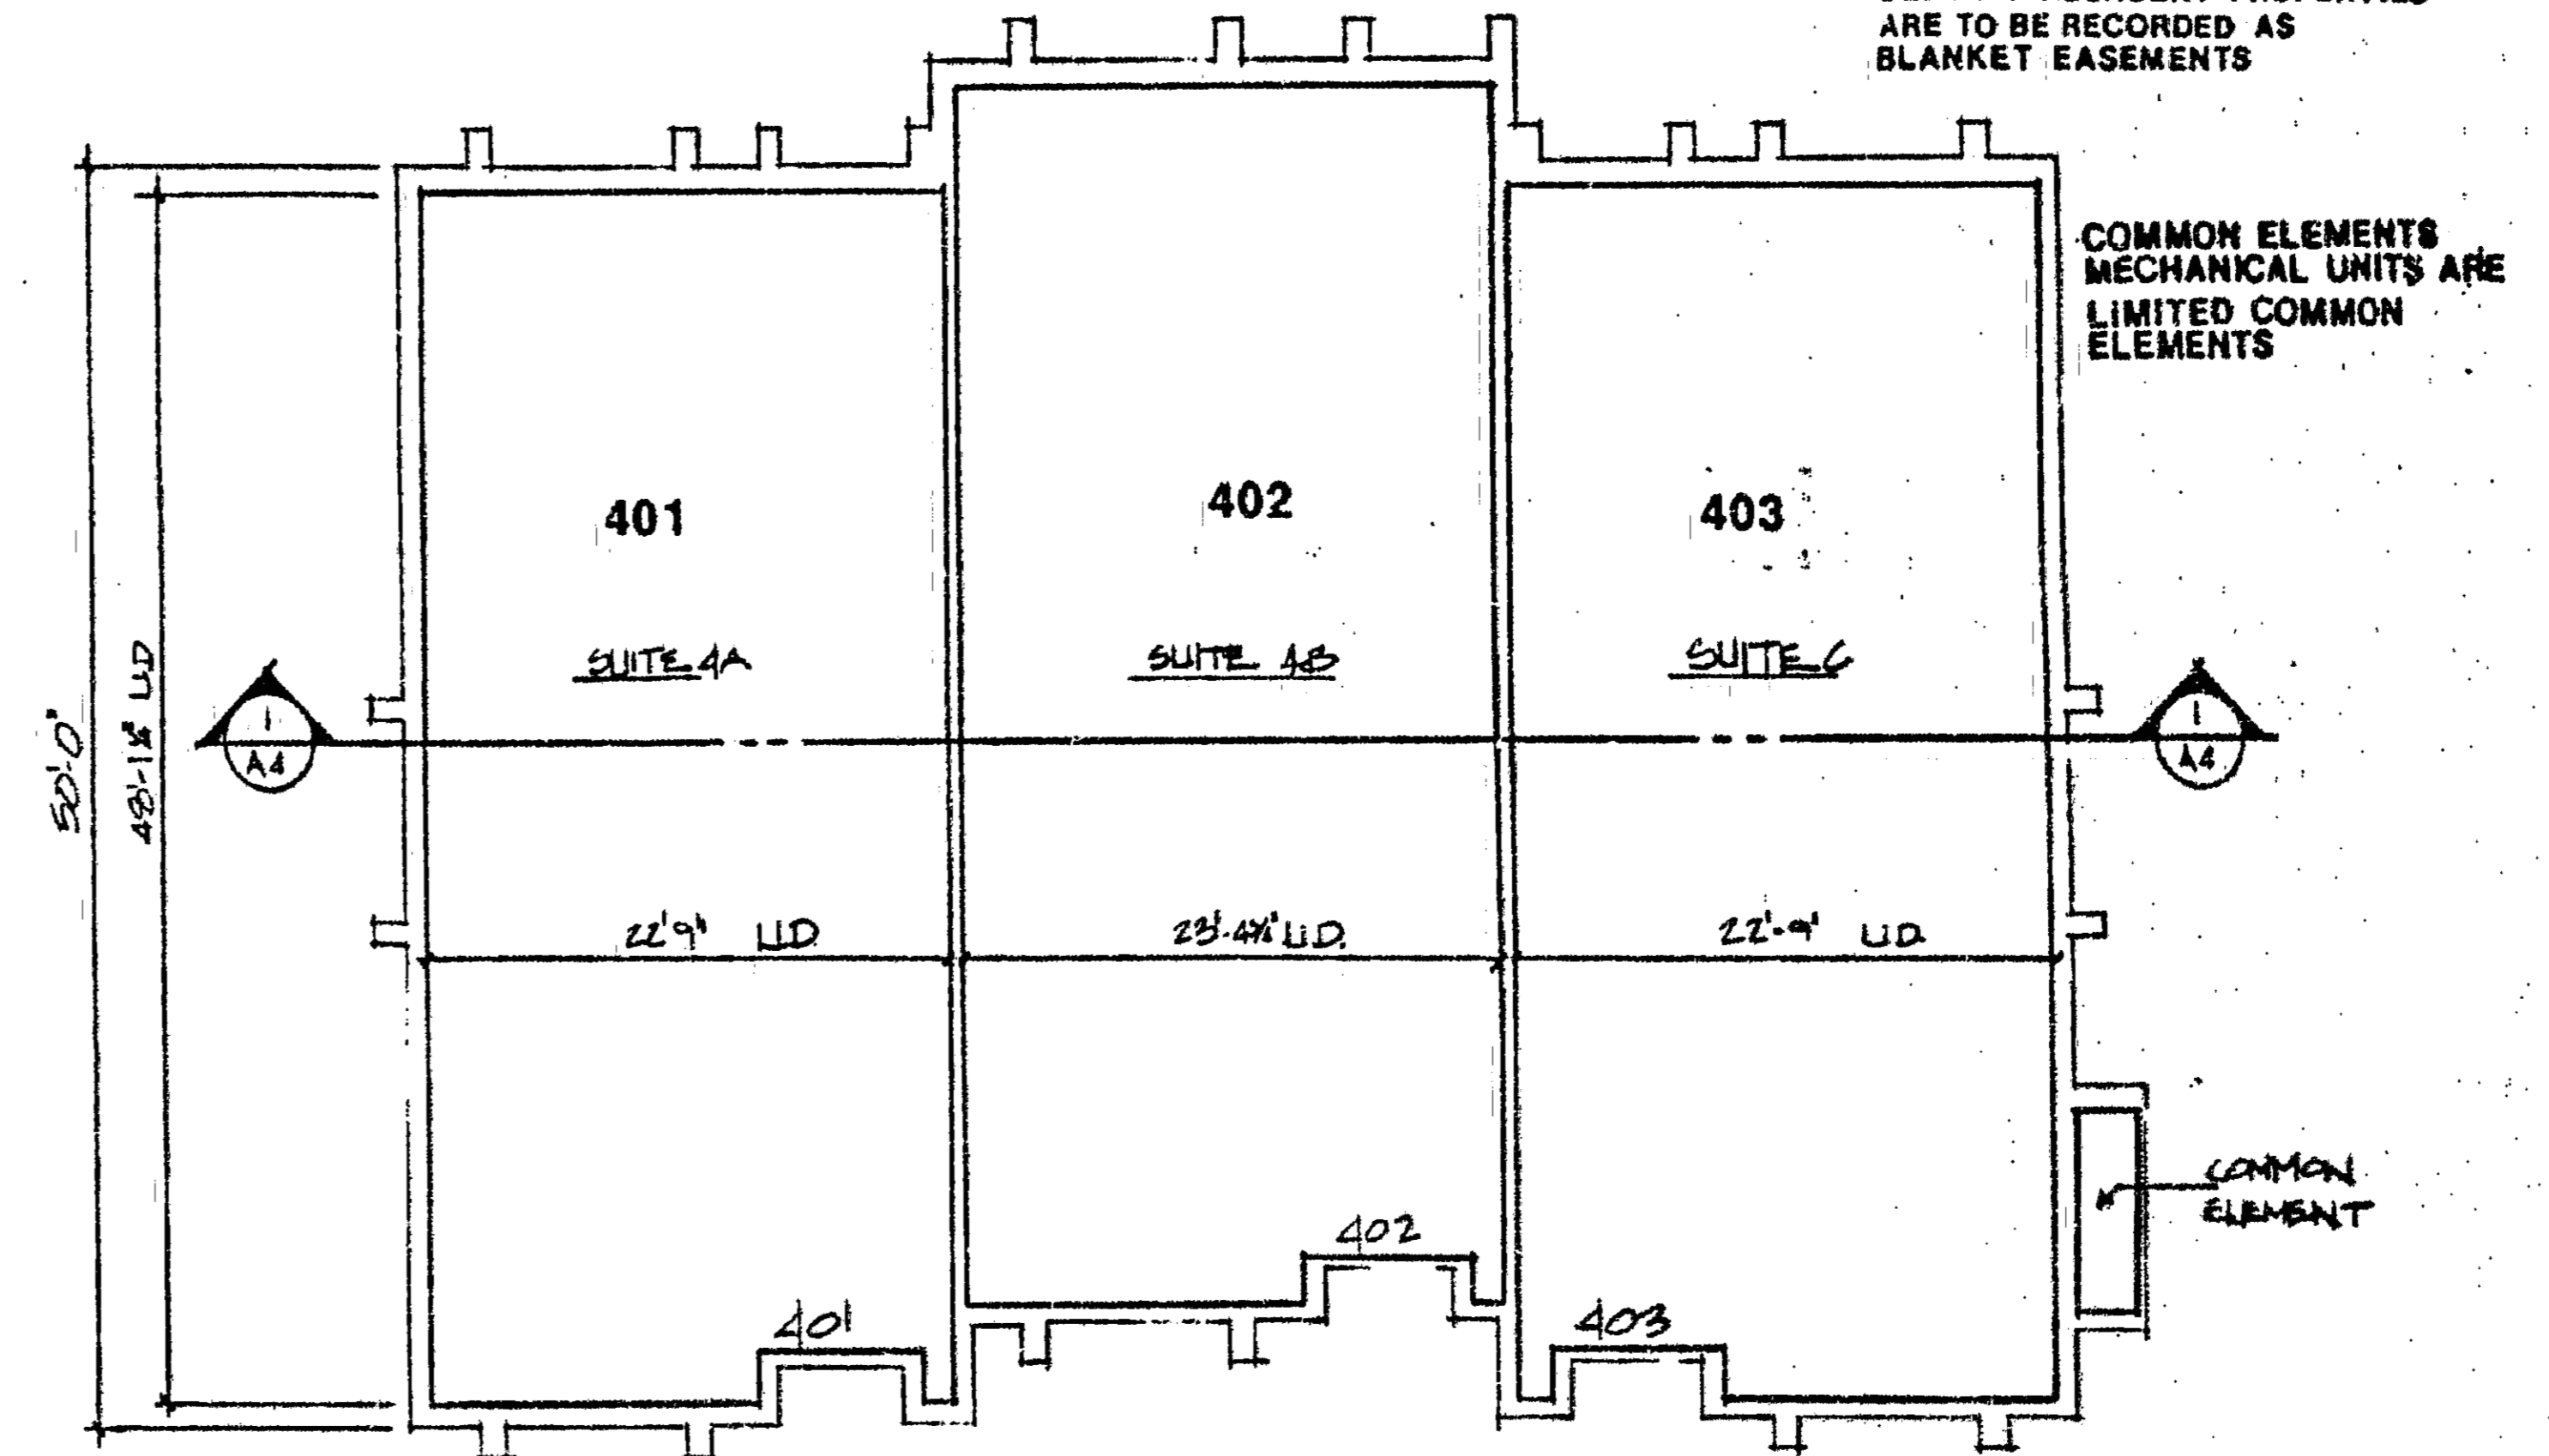 ARE TO BE RECORDED AS
BLANKET EASEMENTS
COMMON ELEMENTS
MECHANICAL UNITS ARE
LIMITED COMMON
ELEMENTS
401
402
403
SUITE 4A
SUITE 4B
SUITE C
50'-0"
U.D
1
A4
1
A4
22'9" U.D.
U.D.
22'-9" U.D.
COMMON
ELEMENT
402
401
403